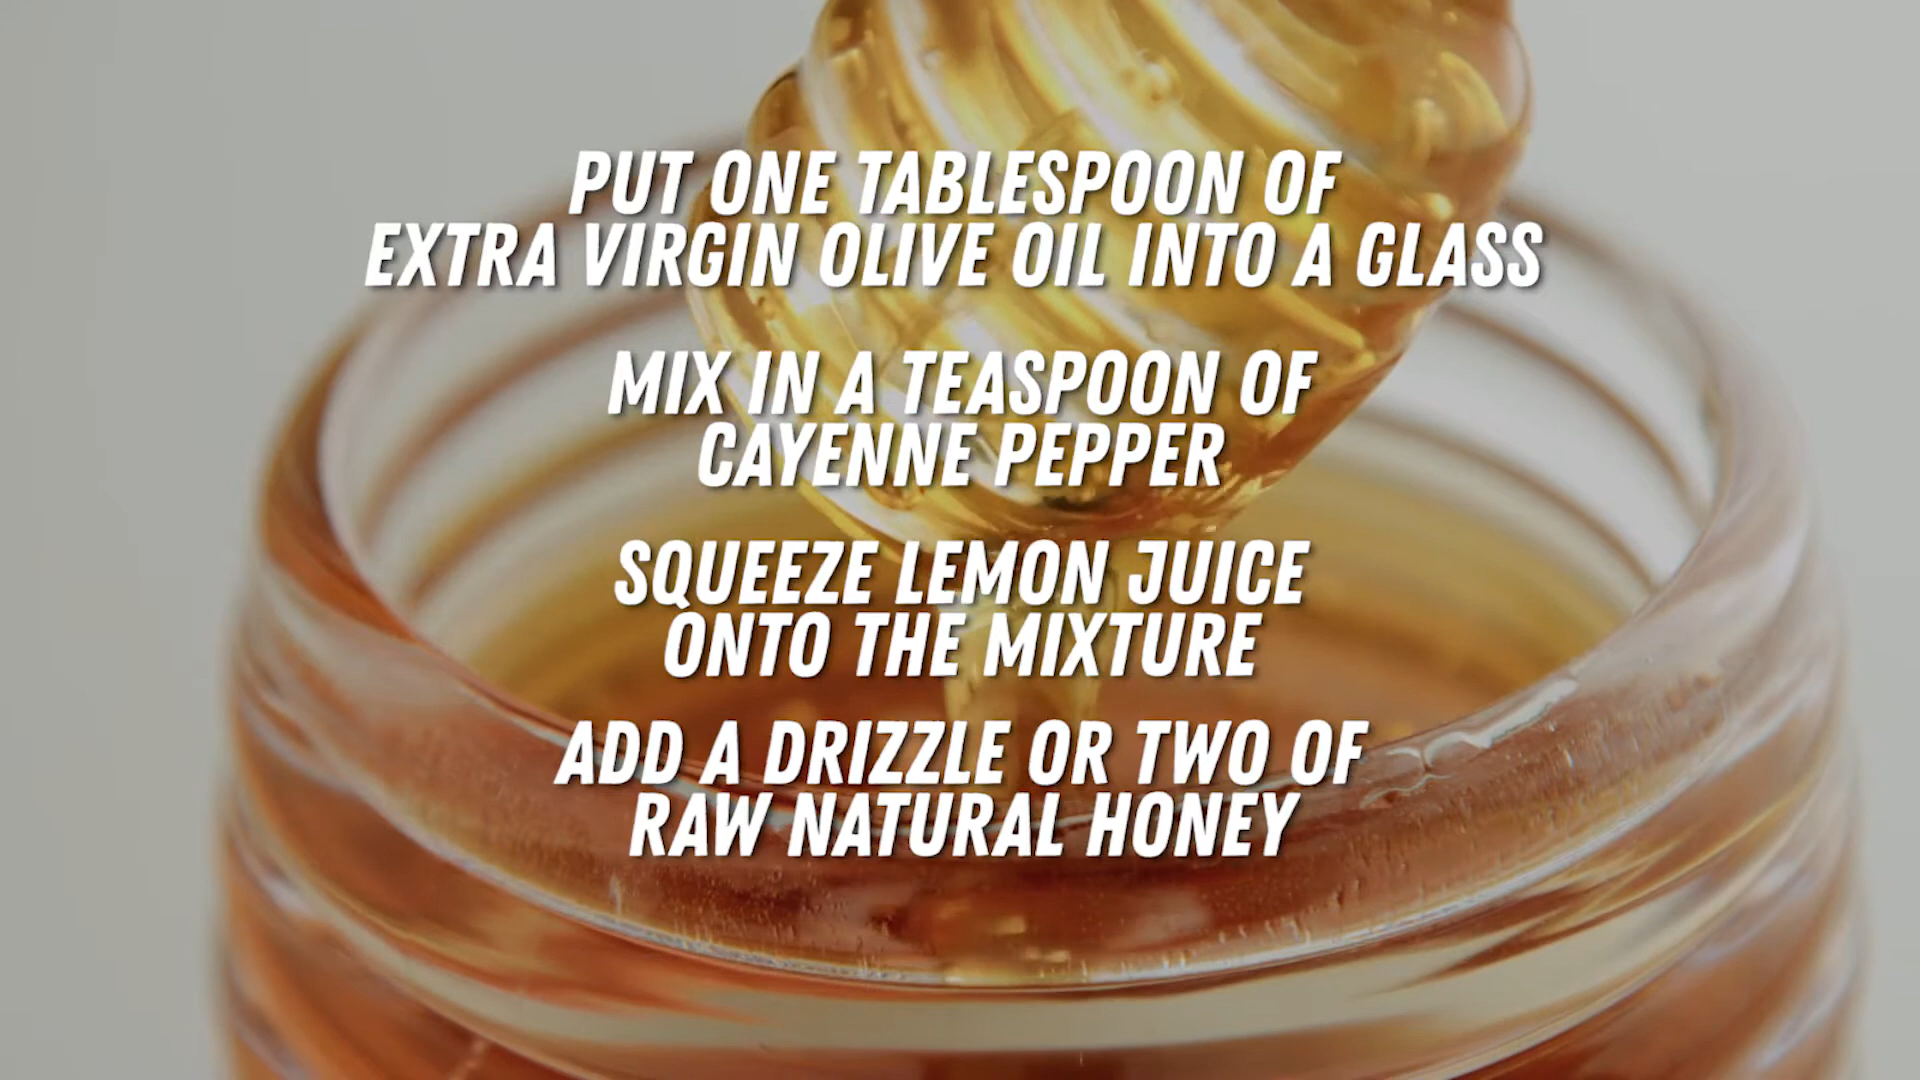 PUT ONE TABLESPOON OF
EXTRA VIRGIN OLIVE OIL INTO A GLASS
MIX IN A TEASPOON OF
CAYENNE PEPPER
SQUEEZE LEMON JUICE
ONTO THE MIXTURE
ADD A DRIZZLE OR TWO OF
RAW NATURAL HONEY